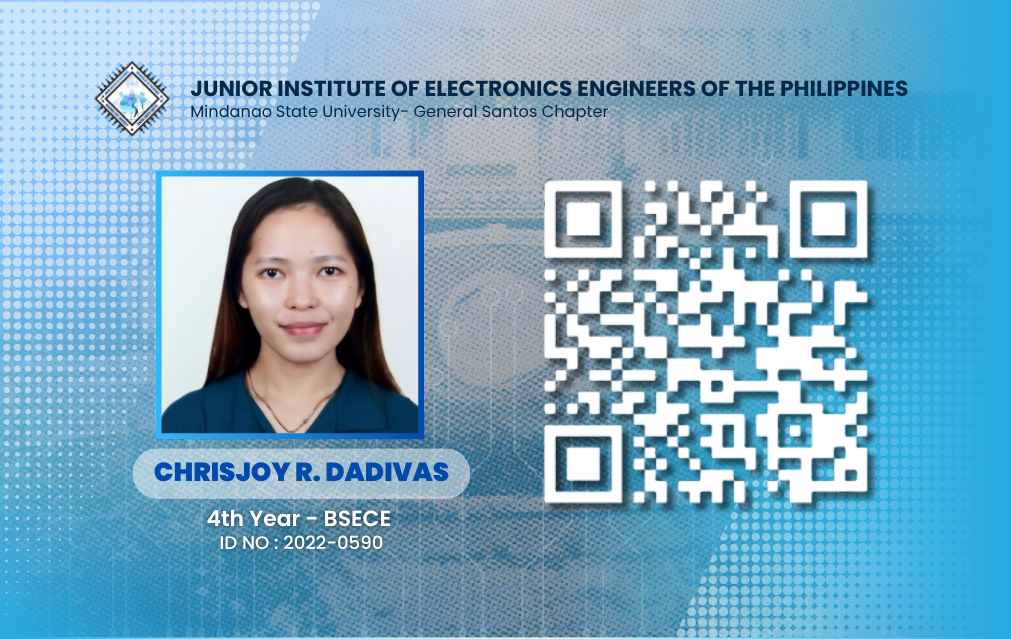 JUNIOR INSTITUTE OF ELECTRONICS ENGINEERS OF THE PHILIPPINES
Mindanao State University- General Santos Chapter
CHRISJOY R. DADIVAS
4th Year - BSECE
ID NO : 2022-0590